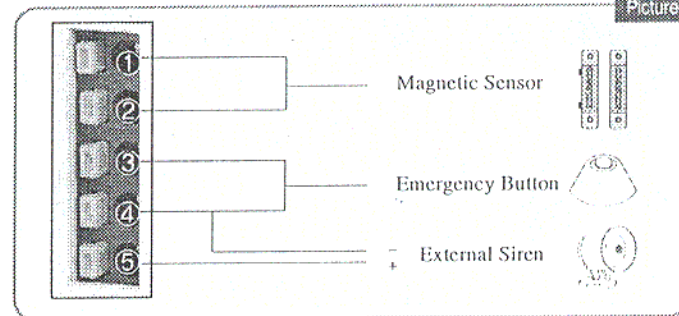 Picture
① Magnetic Sensor
②
③ Emergency Button
④
⑤ − External Siren
+